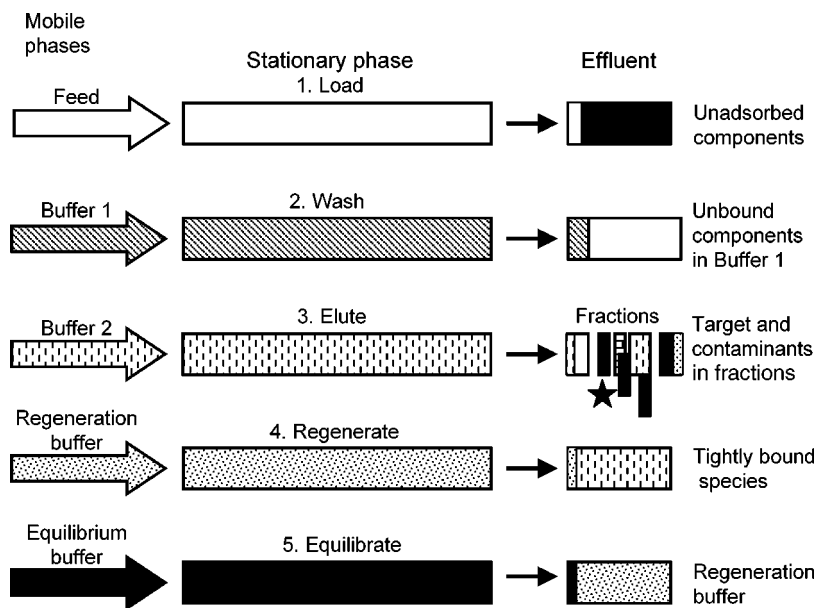 Mobile
phases
Stationary phase
Effluent
Feed
1. Load
Unadsorbed
components
Buffer 1
2. Wash
Unbound
components
in Buffer 1
Buffer 2
3. Elute
Fractions
Target and
contaminants
in fractions
Regeneration
buffer
4. Regenerate
Tightly bound
species
Equilibrium
buffer
5. Equilibrate
Regeneration
buffer